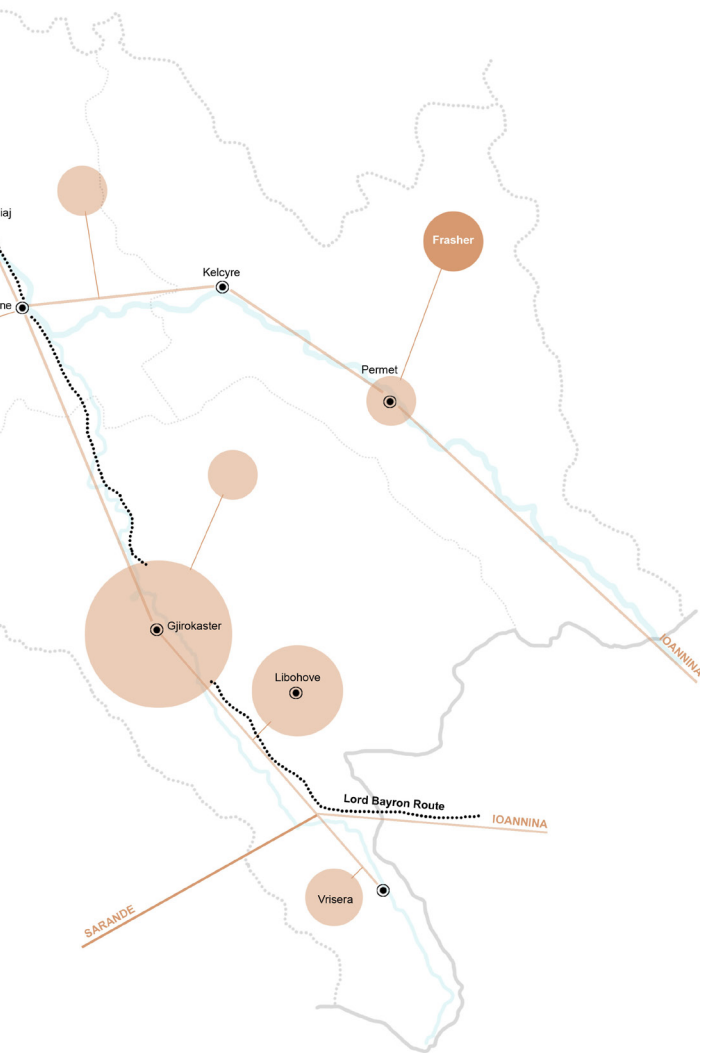 iaj
Frasher
Kelcyre
ne
Permet
Gjirokaster
IOANNINA
Libohove
Lord Bayron Route
IOANNINA
Vrisera
SARANDE